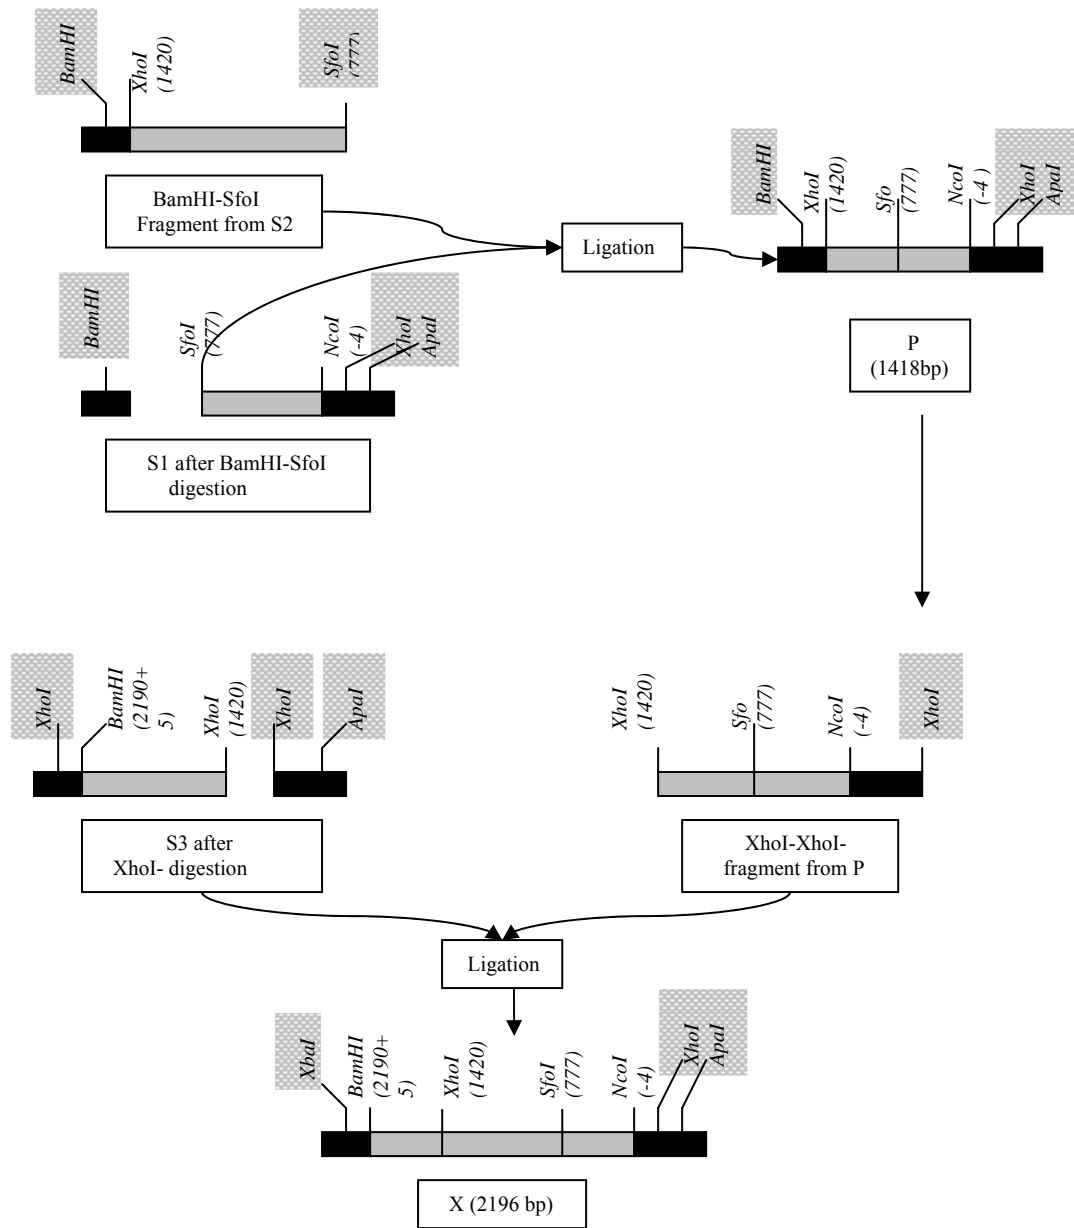 BamHI
XhoI
(1420)
SfoI
(777)
BamHI-SfoI
Fragment from S2
BamHI
XhoI
(1420)
Sfo
(777)
NcoI
(-4 )
XhoI
ApaI
Ligation
P
(1418bp)
BamHI
SfoI
(777)
NcoI
(-4)
XhoI
ApaI
S1 after BamHI-SfoI
digestion
XhoI
BamHI
(2190+
5)
XhoI
(1420)
XhoI
ApaI
S3 after
XhoI- digestion
XhoI
(1420)
Sfo
(777)
NcoI
(-4)
XhoI
XhoI-XhoI-
fragment from P
Ligation
XbaI
BamHI
(2190+
5)
XhoI
(1420)
SfoI
(777)
NcoI
(-4)
XhoI
ApaI
X (2196 bp)